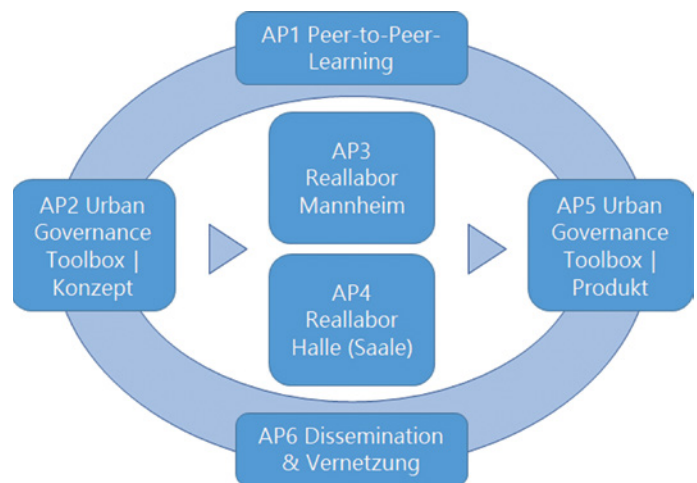 AP1 Peer-to-Peer-
Learning
AP2 Urban
Governance
Toolbox |
Konzept
AP3
Reallabor
Mannheim
AP4
Reallabor
Halle (Saale)
AP5 Urban
Governance
Toolbox |
Produkt
AP6 Dissemination
& Vernetzung